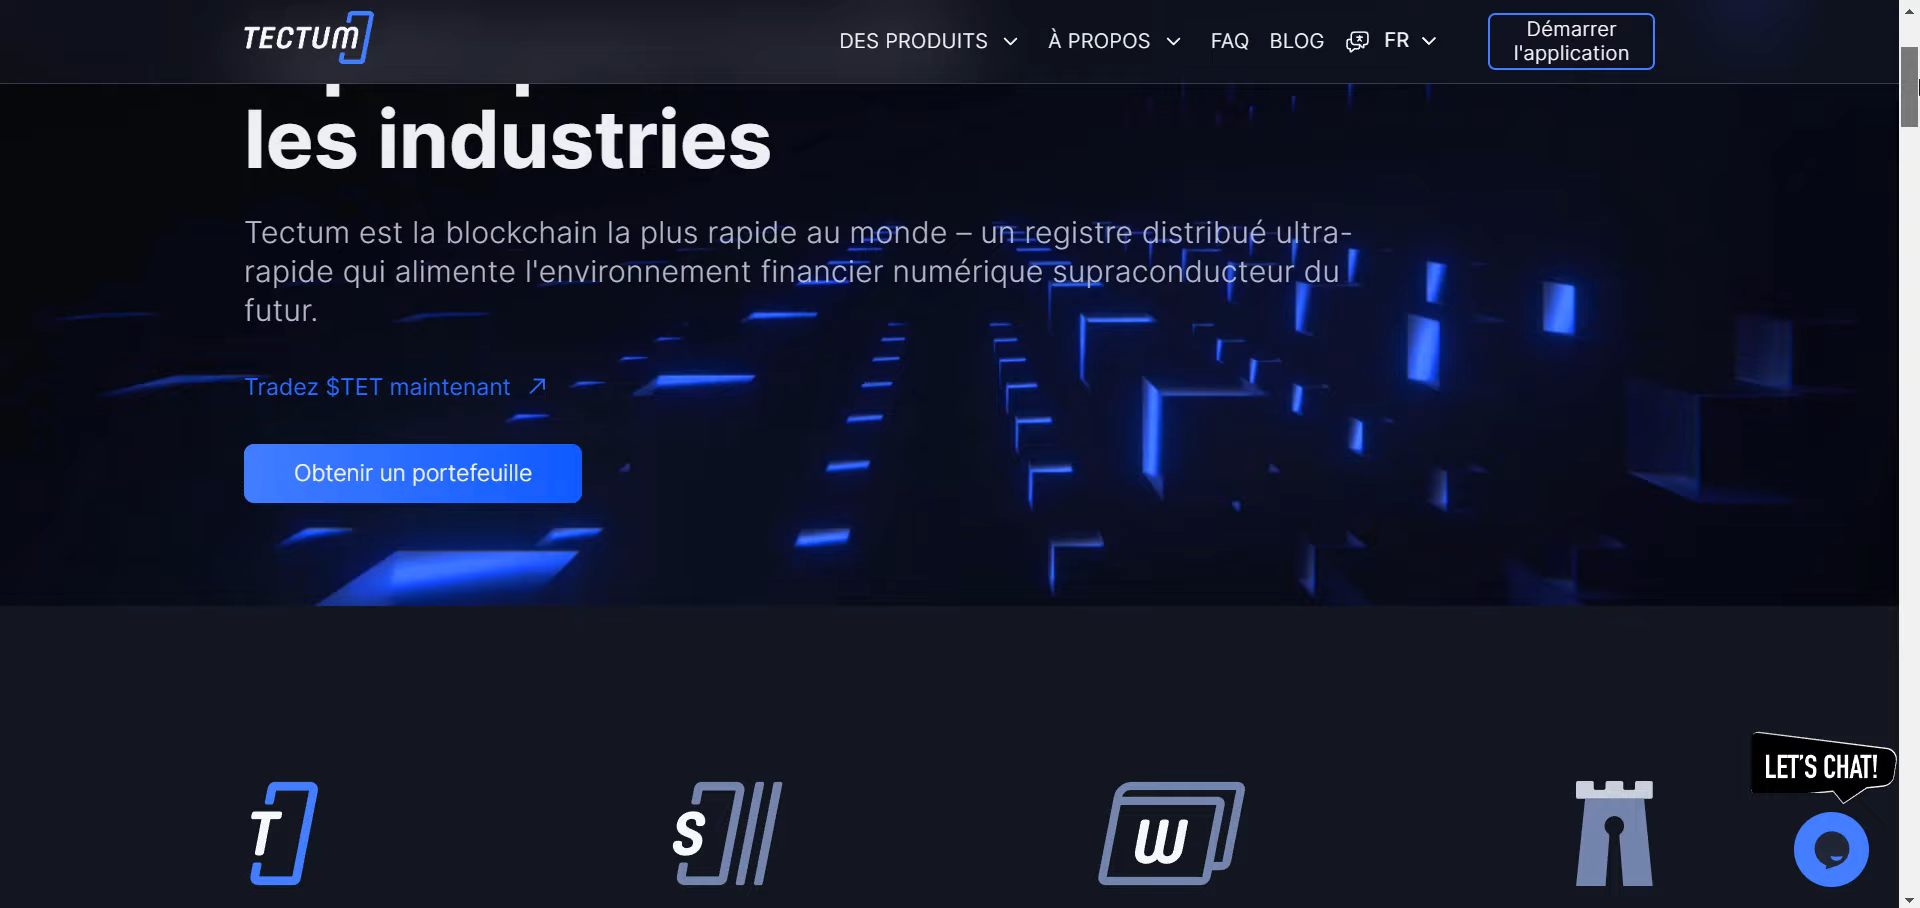 TECTUM
DES PRODUITS
À PROPOS
FAQ
BLOG
FR
Démarrer
l'application
les industries
Tectum est la blockchain la plus rapide au monde – un registre distribué ultra-
rapide qui alimente l'environnement financier numérique supraconducteur du
futur.
Tradez $TET maintenant
Obtenir un portefeuille
LET'S CHAT!
T
S
W